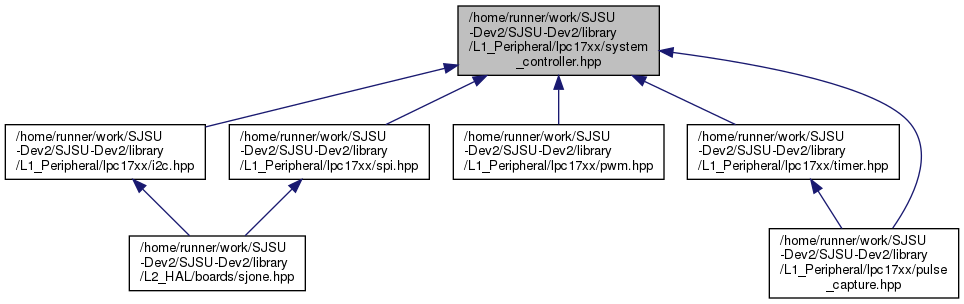 /home/runner/work/SJSU
-Dev2/SJSU-Dev2/library
/L1_Peripheral/lpc17xx/system
_controller.hpp
/home/runner/work/SJSU
-Dev2/SJSU-Dev2/library
/L1_Peripheral/lpc17xx/i2c.hpp
/home/runner/work/SJSU
-Dev2/SJSU-Dev2/library
/L1_Peripheral/lpc17xx/spi.hpp
/home/runner/work/SJSU
-Dev2/SJSU-Dev2/library
/L1_Peripheral/lpc17xx/pwm.hpp
/home/runner/work/SJSU
-Dev2/SJSU-Dev2/library
/L1_Peripheral/lpc17xx/timer.hpp
/home/runner/work/SJSU
-Dev2/SJSU-Dev2/library
/L2_HAL/boards/sjone.hpp
/home/runner/work/SJSU
-Dev2/SJSU-Dev2/library
/L1_Peripheral/lpc17xx/pulse
_capture.hpp